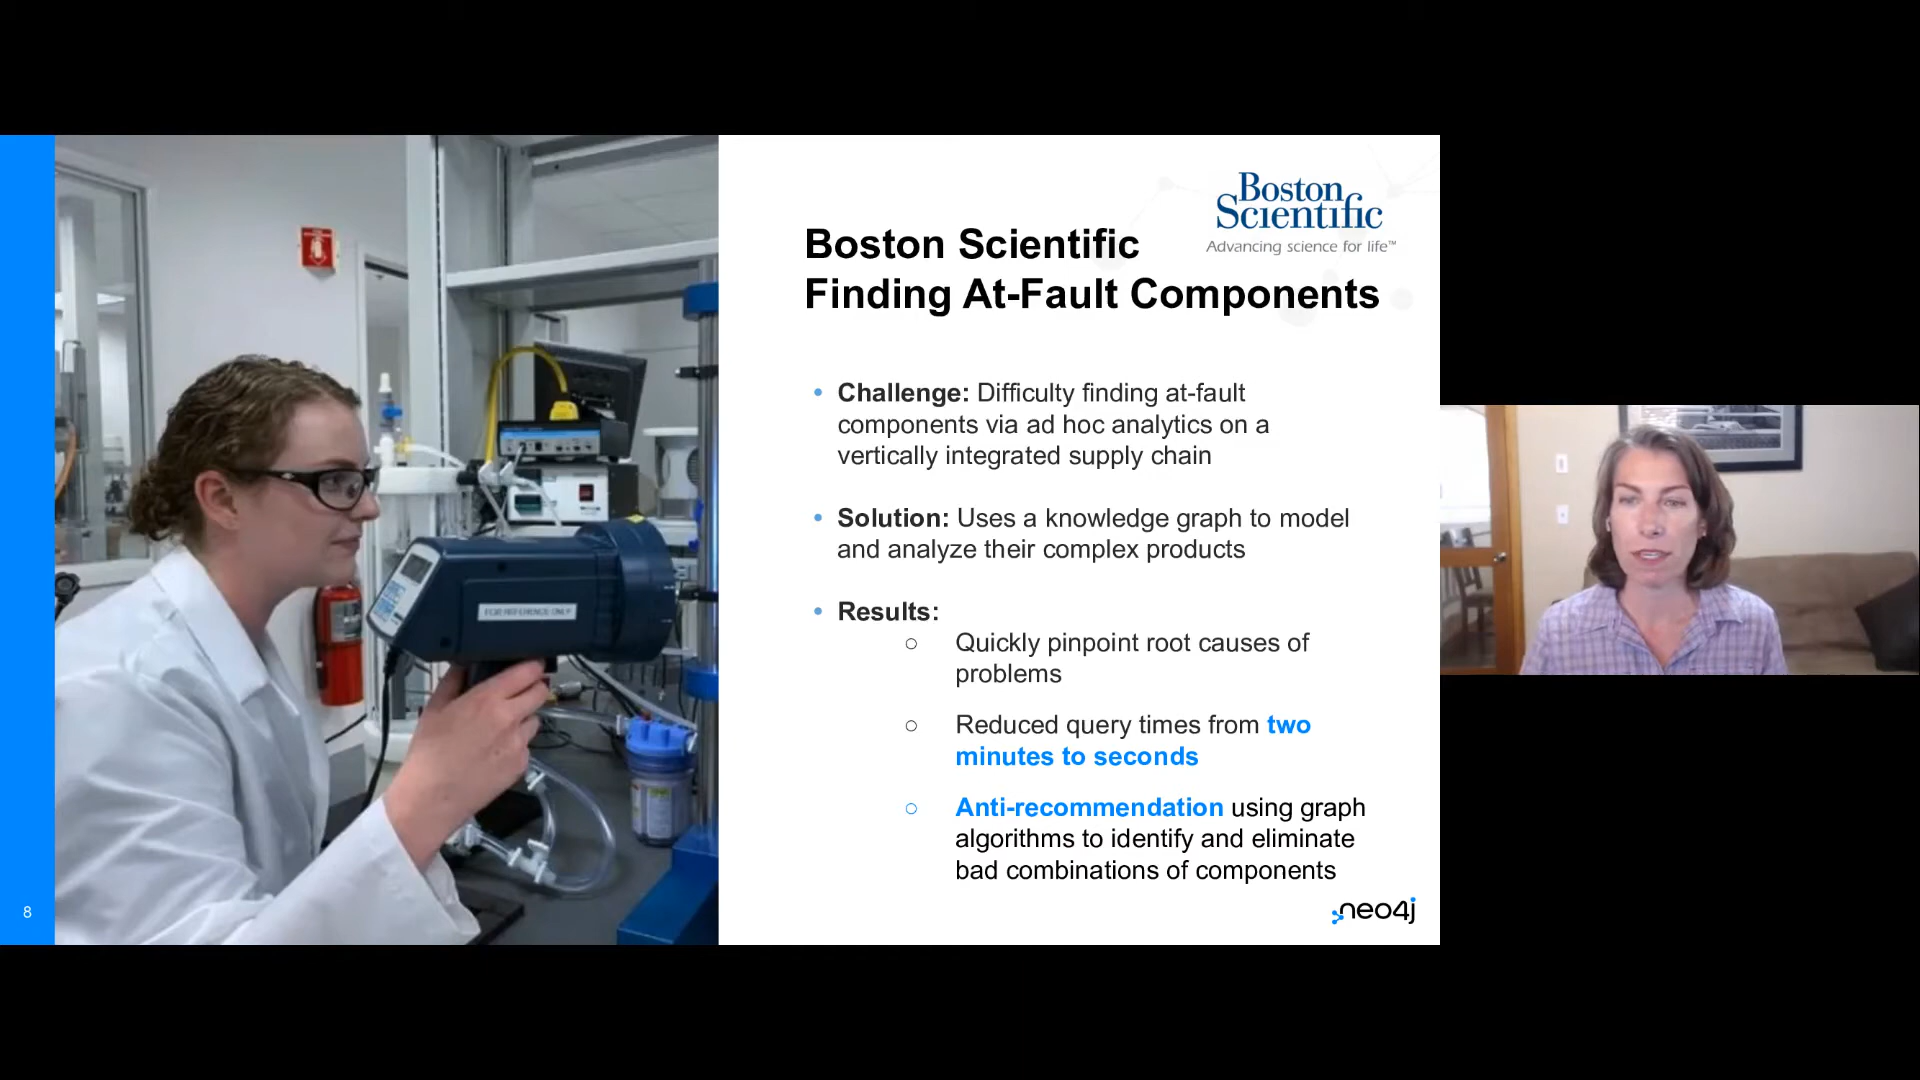 Boston
Scientific
Advancing science for life™
Boston Scientific
Finding At-Fault Components
• Challenge: Difficulty finding at-fault
components via ad hoc analytics on a
vertically integrated supply chain
• Solution: Uses a knowledge graph to model
and analyze their complex products
• Results:
○ Quickly pinpoint root causes of
problems
○ Reduced query times from two
minutes to seconds
○ Anti-recommendation using graph
algorithms to identify and eliminate
bad combinations of components
FOR REFERENCE ONLY
8
neo4j